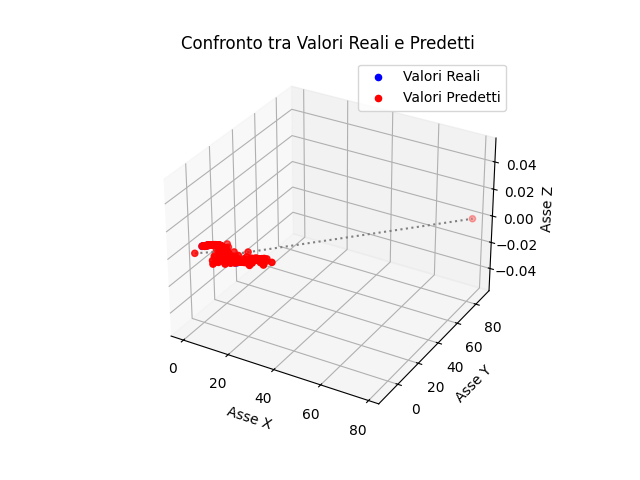 Confronto tra Valori Reali e Predetti
Valori Reali
Valori Predetti
0.04
0.02
0.00
−0.02
−0.04
Asse Z
80
60
40
20
0
Asse Y
0
20
40
60
80
Asse X